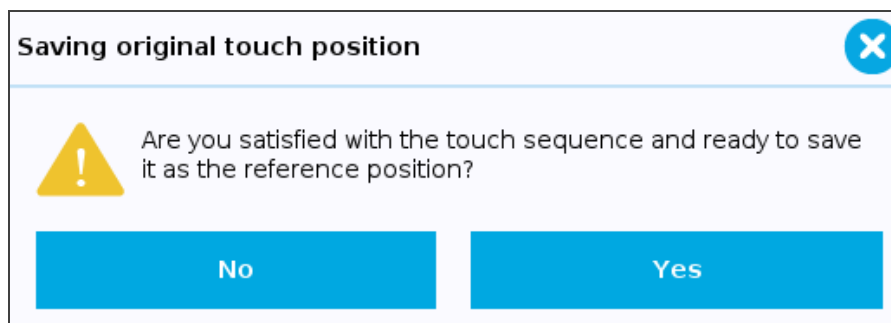 Saving original touch position
Are you satisfied with the touch sequence and ready to save
it as the reference position?
No
Yes